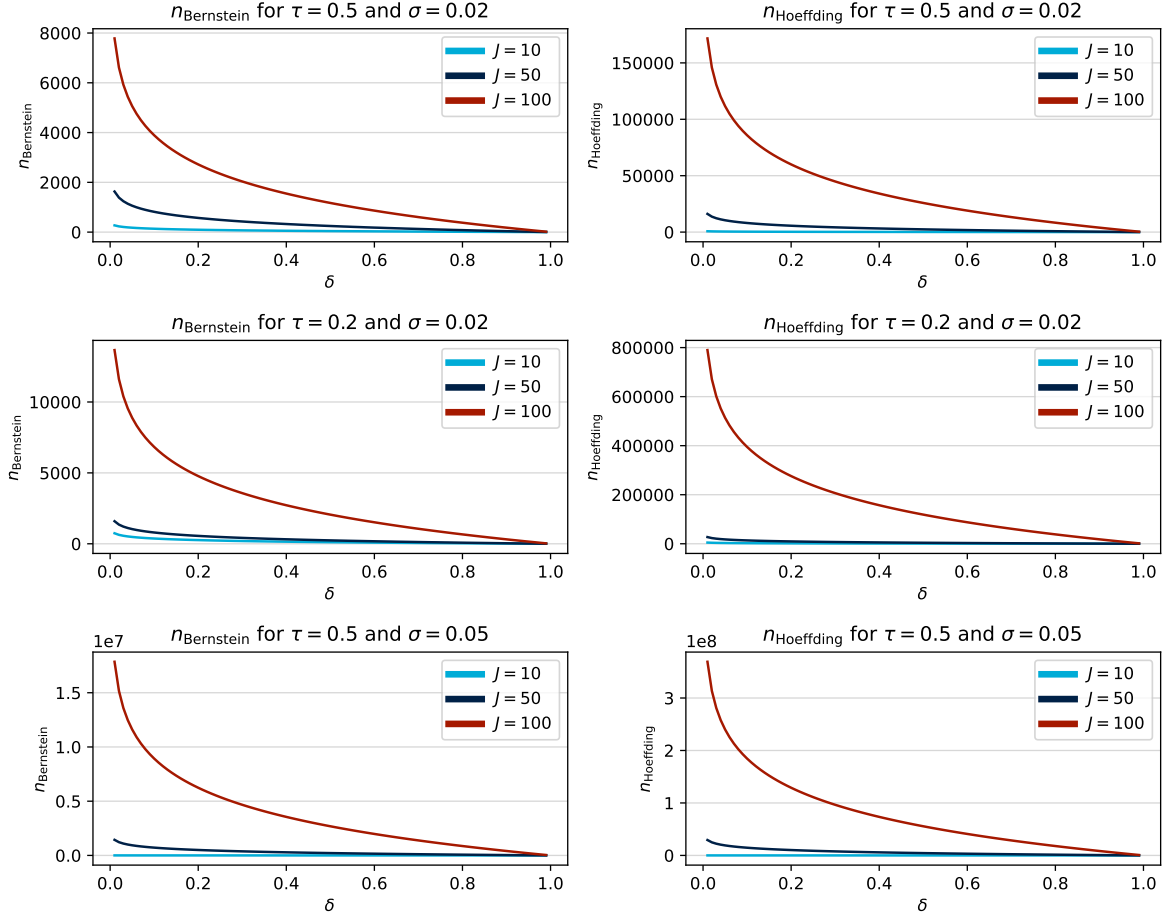 n_Bernstein for τ = 0.5 and σ = 0.02
8000
6000
4000
2000
0
n_Bernstein
J = 10
J = 50
J = 100
0.0 0.2 0.4 0.6 0.8 1.0
δ
n_Hoeffding for τ = 0.5 and σ = 0.02
150000
100000
50000
0
n_Hoeffding
J = 10
J = 50
J = 100
0.0 0.2 0.4 0.6 0.8 1.0
δ
n_Bernstein for τ = 0.2 and σ = 0.02
10000
5000
0
n_Bernstein
J = 10
J = 50
J = 100
0.0 0.2 0.4 0.6 0.8 1.0
δ
n_Hoeffding for τ = 0.2 and σ = 0.02
800000
600000
400000
200000
0
n_Hoeffding
J = 10
J = 50
J = 100
0.0 0.2 0.4 0.6 0.8 1.0
δ
n_Bernstein for τ = 0.5 and σ = 0.05
1e7
1.5
1.0
0.5
0.0
n_Bernstein
J = 10
J = 50
J = 100
0.0 0.2 0.4 0.6 0.8 1.0
δ
n_Hoeffding for τ = 0.5 and σ = 0.05
1e8
3
2
1
0
n_Hoeffding
J = 10
J = 50
J = 100
0.0 0.2 0.4 0.6 0.8 1.0
δ